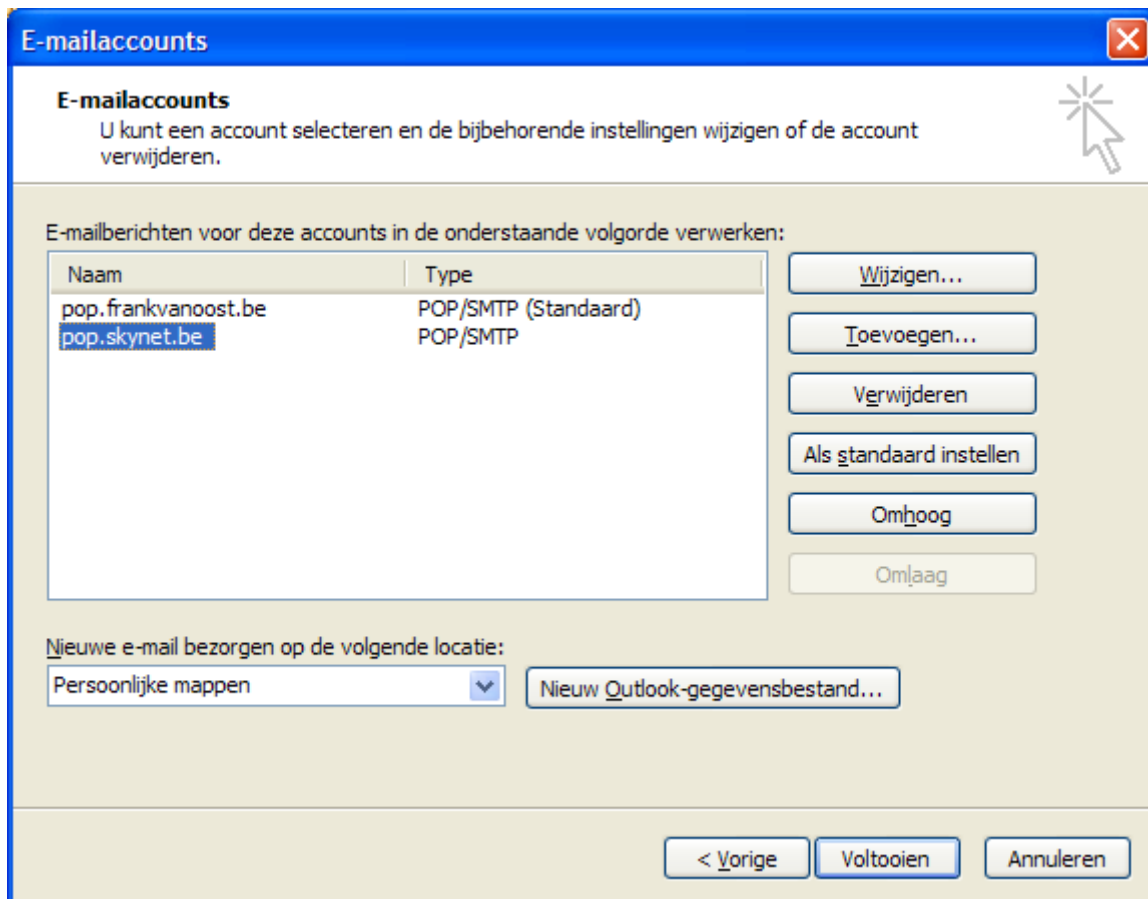 E-mailaccounts
E-mailaccounts
U kunt een account selecteren en de bijbehorende instellingen wijzigen of de account
verwijderen.
E-mailberichten voor deze accounts in de onderstaande volgorde verwerken:
Naam Type
pop.frankvanoost.be POP/SMTP (Standaard)
pop.skynet.be POP/SMTP
Wijzigen...
Toevoegen...
Verwijderen
Als standaard instellen
Omhoog
Omlaag
Nieuwe e-mail bezorgen op de volgende locatie:
Persoonlijke mappen
Nieuw Outlook-gegevensbestand...
< Vorige Voltooien Annuleren